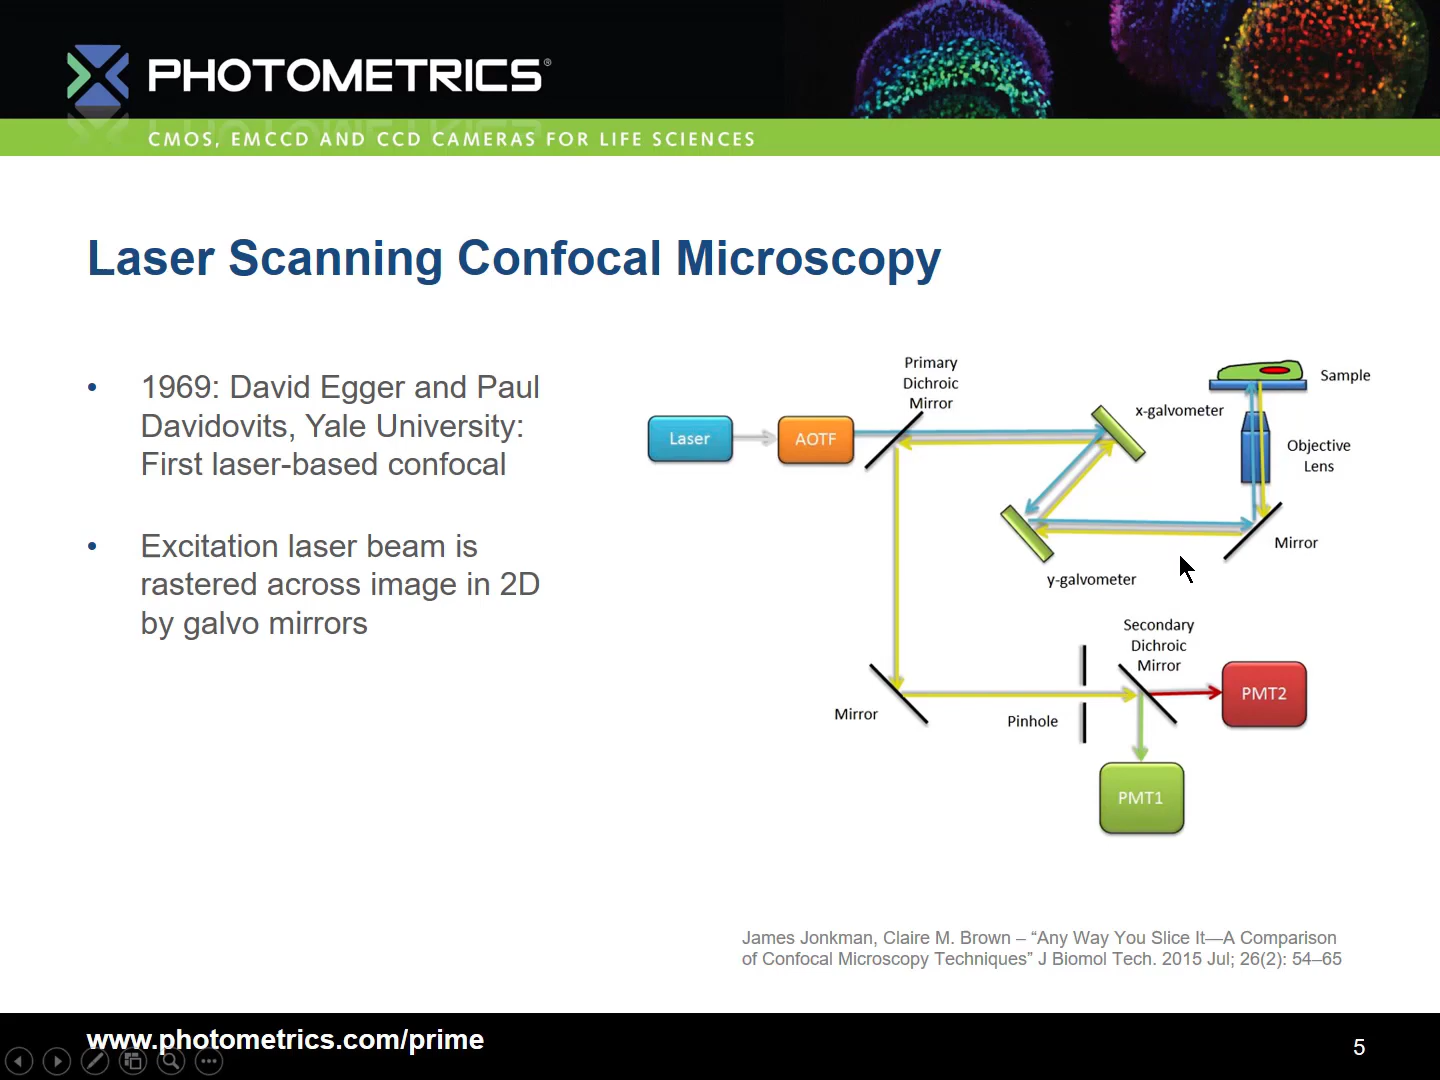 PHOTOMETRICS®
CMOS, EMCCD AND CCD CAMERAS FOR LIFE SCIENCES
Laser Scanning Confocal Microscopy
• 1969: David Egger and Paul
Davidovits, Yale University:
First laser-based confocal
• Excitation laser beam is
rastered across image in 2D
by galvo mirrors
Laser
AOTF
Primary
Dichroic
Mirror
x-galvometer
y-galvometer
Sample
Objective
Lens
Mirror
Mirror
Pinhole
Secondary
Dichroic
Mirror
PMT2
PMT1
James Jonkman, Claire M. Brown – “Any Way You Slice It—A Comparison
of Confocal Microscopy Techniques” J Biomol Tech. 2015 Jul; 26(2): 54–65
www.photometrics.com/prime
5